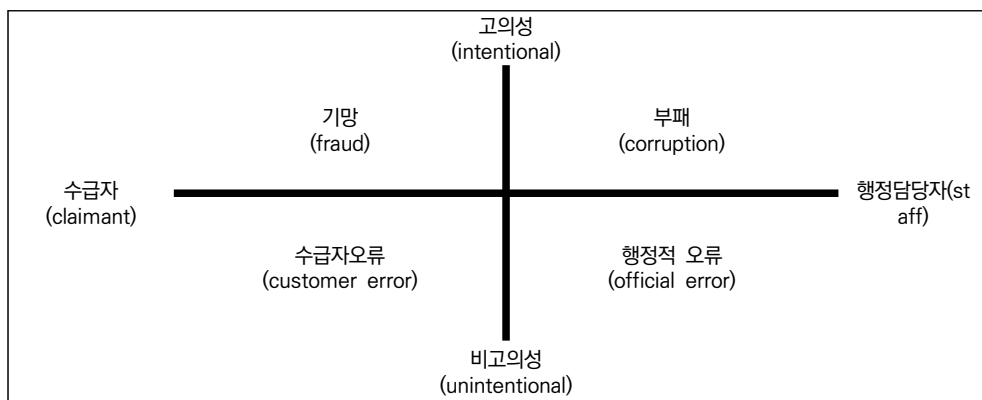 고의성
(intentional)
기망
(fraud)
부패
(corruption)
수급자
(claimant)
행정담당자(st
aff)
수급자오류
(customer error)
행정적 오류
(official error)
비고의성
(unintentional)